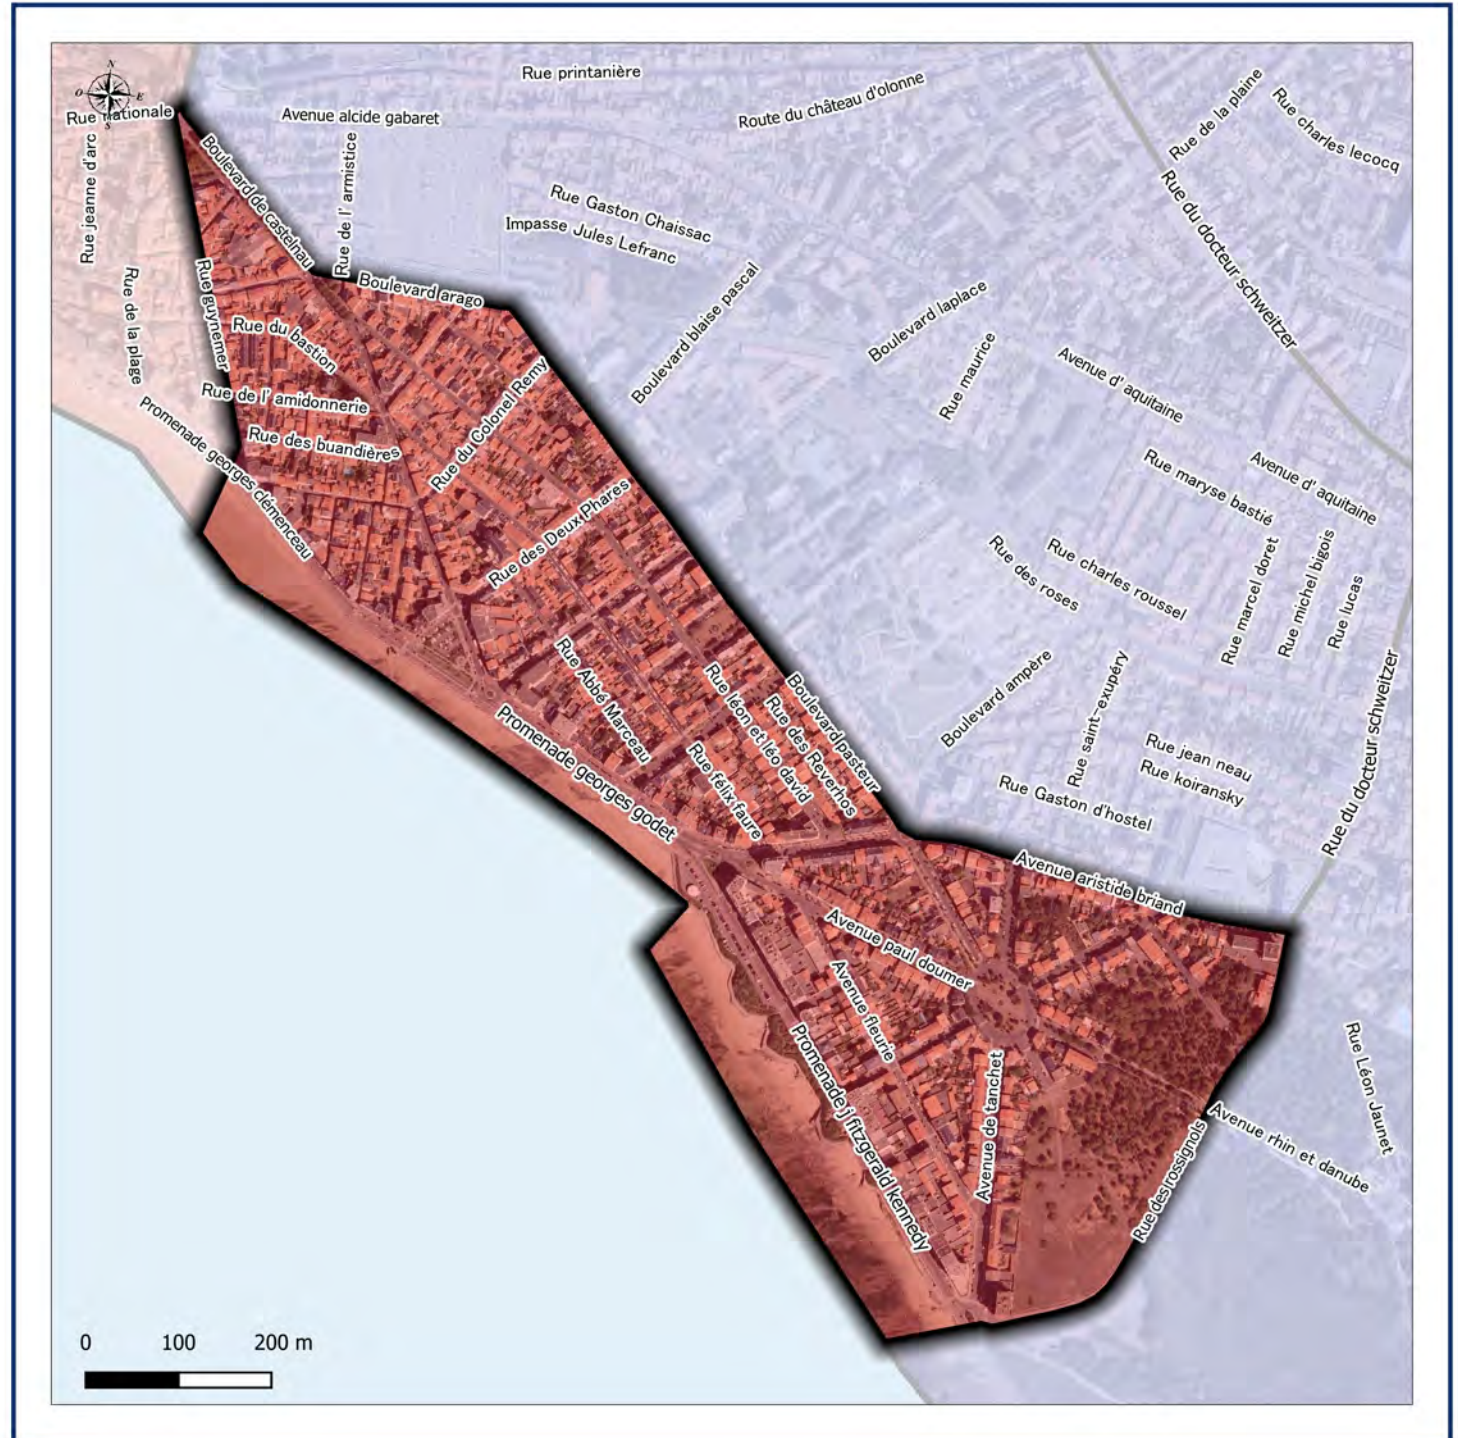 N
O
E
S
Rue nationale
Rue printanière
Avenue alcide gabaret
Route du château d'olonne
Rue de la plaine
Rue charles lecocq
Rue jeanne d'arc
Boulevard de castelnau
Rue de l' armistice
Rue Gaston Chaissac
Impasse Jules Lefranc
Rue du docteur schweitzer
Rue de la plage
Rue guynemer
Boulevard arago
Boulevard blaise pascal
Boulevard laplace
Rue maurice
Avenue d' aquitaine
Rue du bastion
Rue de l' amidonnerie
Rue des buandières
Rue du Colonel Remy
Promenade georges clémenceau
Rue maryse bastié
Avenue d' aquitaine
Rue des Deux Phares
Rue des roses
Rue charles roussel
Rue marcel doret
Rue michel bigois
Rue lucas
Rue Abbé Marceau
Rue léon et léo david
Boulevard pasteur
Rue des Reverhos
Boulevard ampère
Rue saint-exupéry
Rue jean neau
Rue koiransky
Rue Gaston d'hostel
Rue du docteur schweitzer
Promenade georges godet
Rue félix faure
Avenue aristide briand
Avenue paul doumer
Avenue fleurie
Promenade j fitzgerald kennedy
Avenue de tanchet
Rue des rossignols
Avenue rhin et danube
Rue Léon Jaunet
0 100 200 m